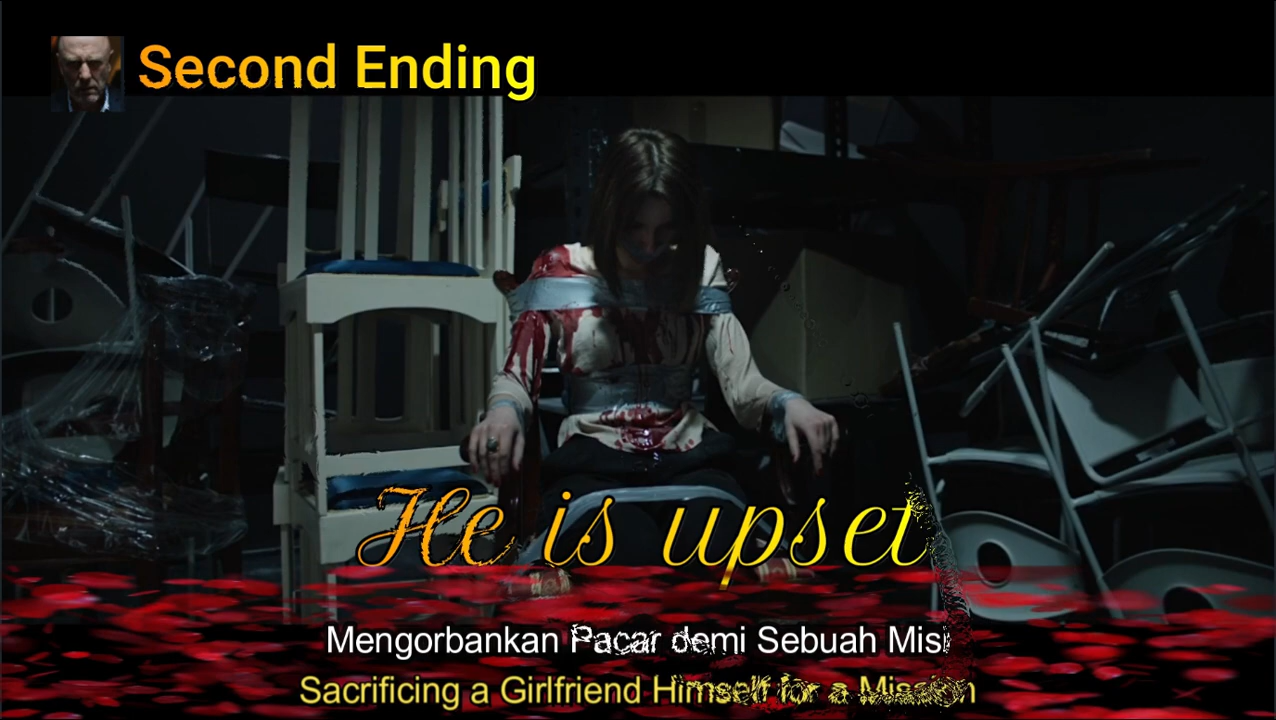 Second Ending
He is upset
Mengorbankan Pacar demi Sebuah Misi
Sacrificing a Girlfriend Himself for a Mission